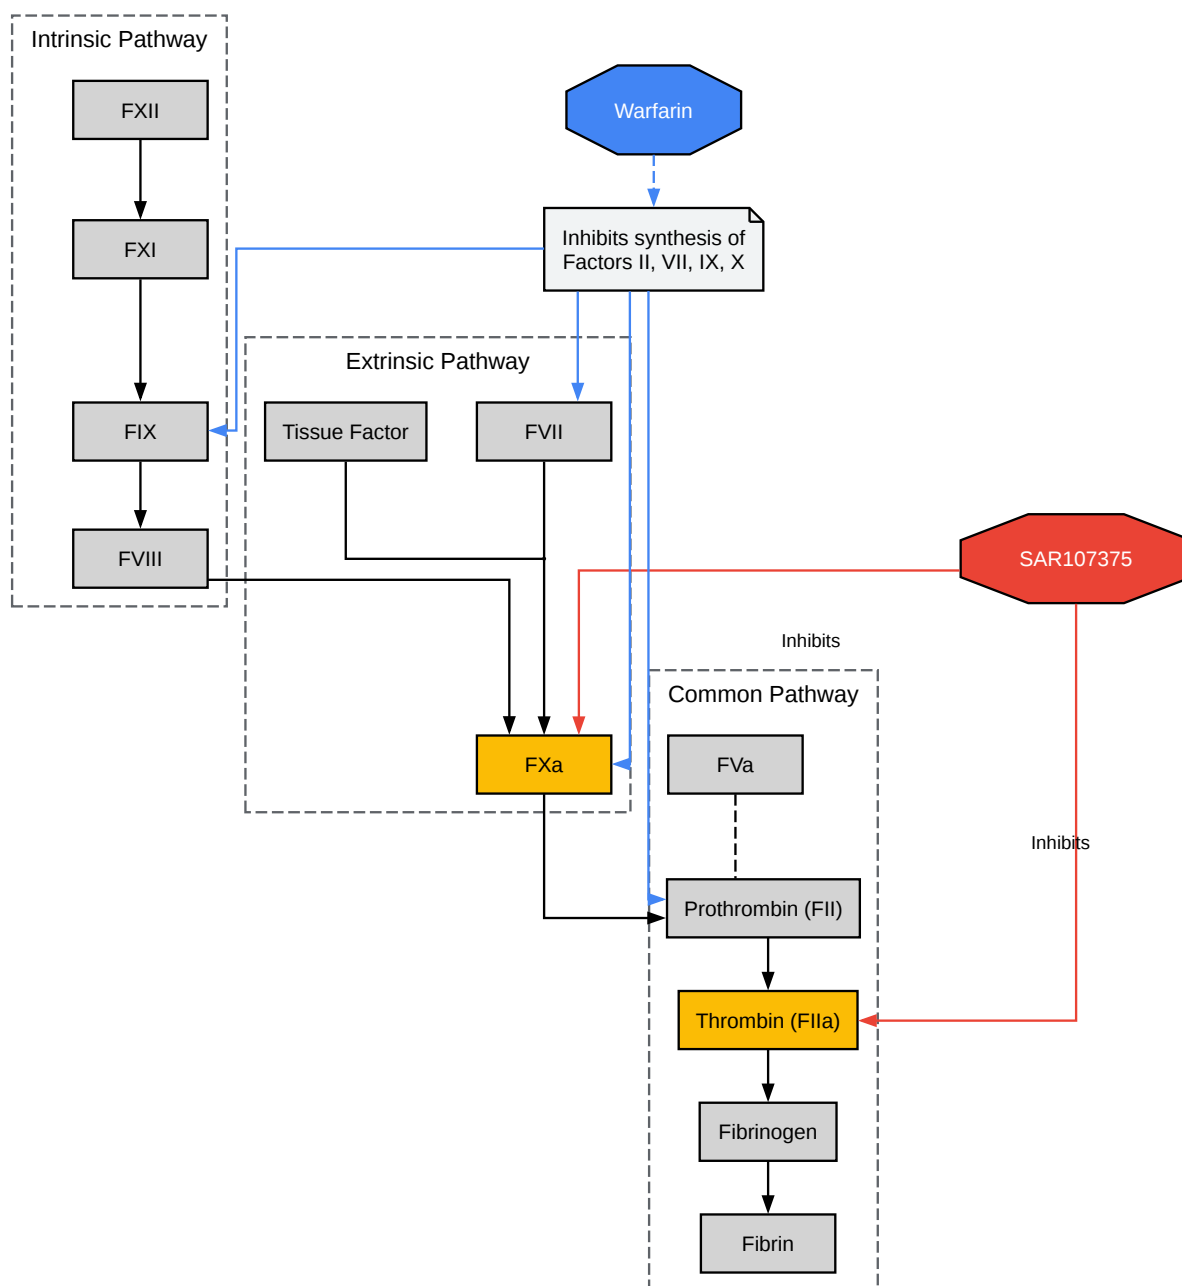 Intrinsic Pathway
FXII
Warfarin
Inhibits synthesis of
Factors II, VII, IX, X
FXI
Extrinsic Pathway
FIX
Tissue Factor
FVII
FVIII
SAR107375
Inhibits
Common Pathway
FXa
FVa
Inhibits
Prothrombin (FII)
Thrombin (FIIa)
Fibrinogen
Fibrin